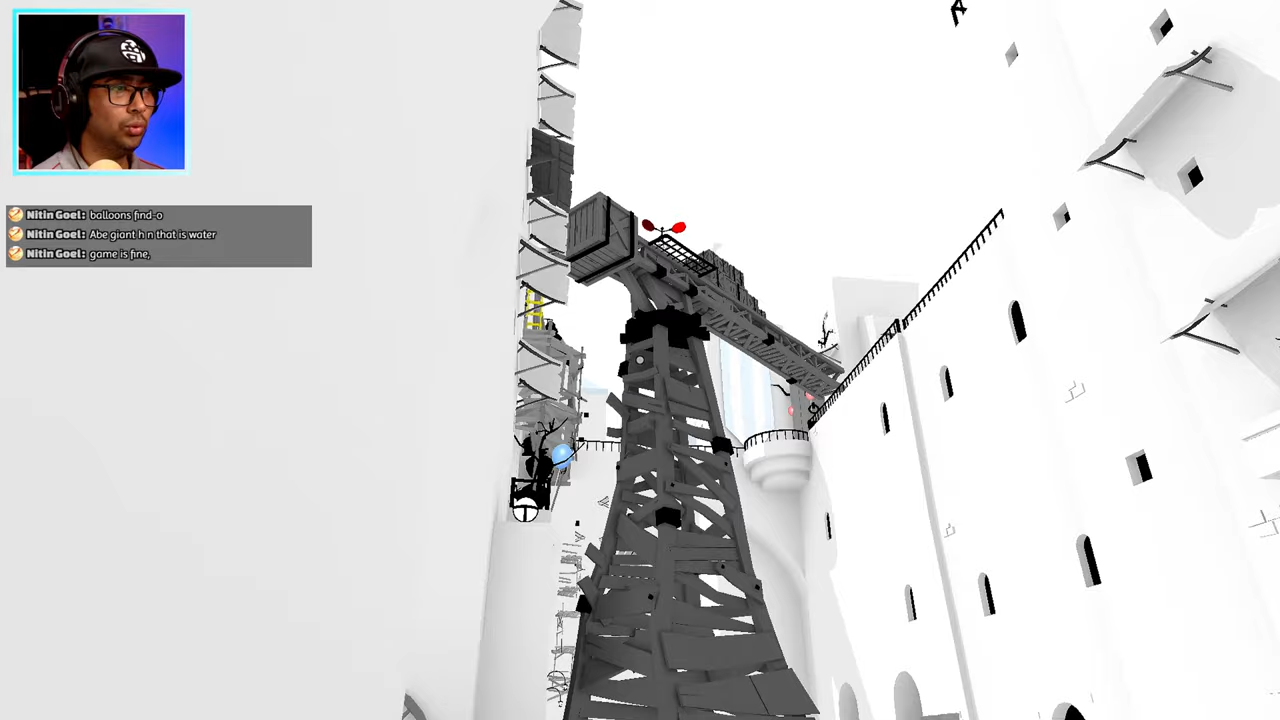 Nitin Goel: balloons find-o
Nitin Goel: Abe giant h n that is water
Nitin Goel: game is fine,